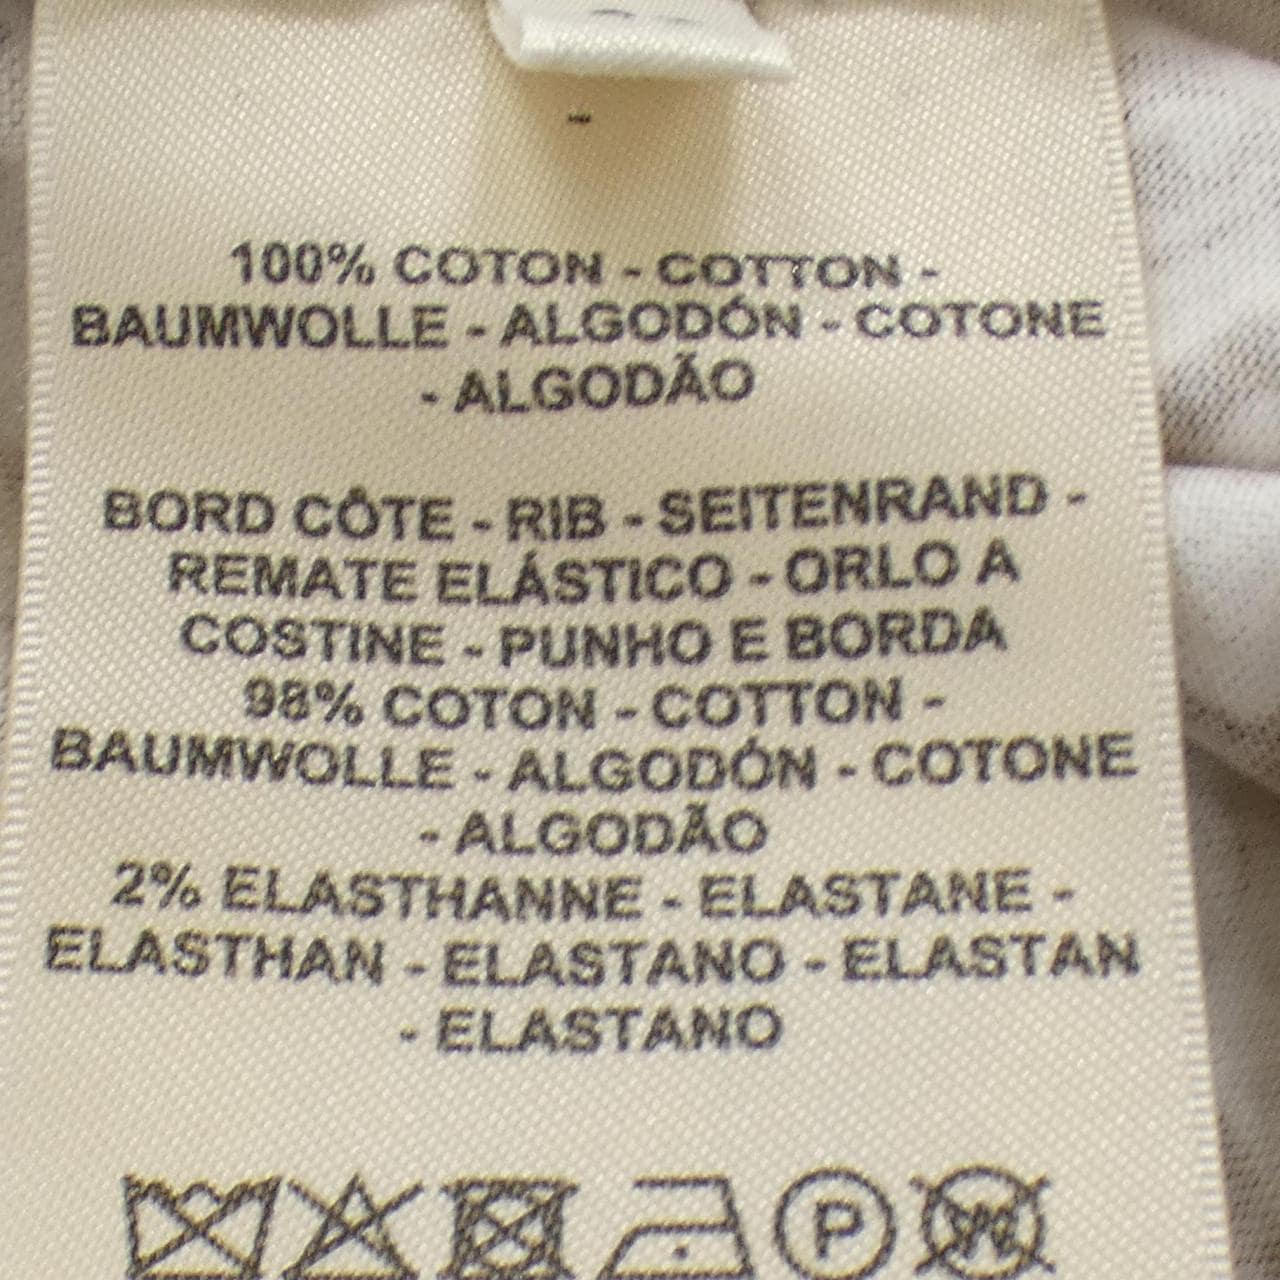 -
100% COTON - COTTON -
BAUMWOLLE - ALGODÓN - COTONE
- ALGODÃO
BORD CÔTE - RIB - SEITENRAND -
REMATE ELÁSTICO - ORLO A
COSTINE - PUNHO E BORDA
98% COTON - COTTON -
BAUMWOLLE - ALGODÓN - COTONE
- ALGODÃO
2% ELASTHANNE - ELASTANE -
ELASTHAN - ELASTANO - ELASTAN
- ELASTANO
P W